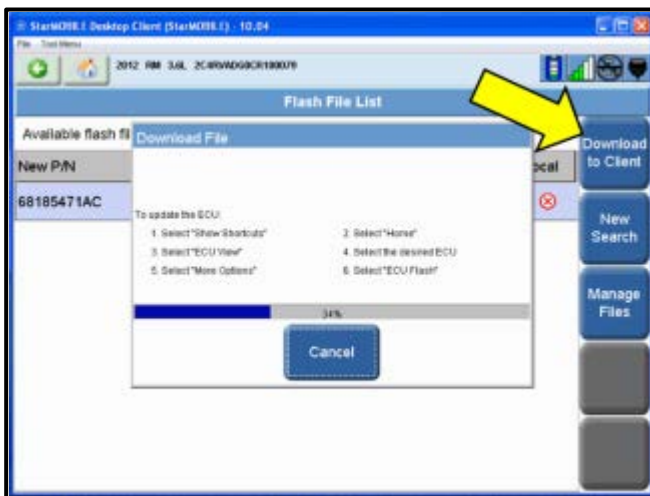 StarMOBILE Desktop Client (StarMOBILE) - 10.04
File Tool Menu
2012 RM 3.6L
Flash File List
Available flash fil
Download File
Download to Client
New P/N
ocal
68185471AC
To update the ECU:
1. Select "Show Shortcuts"
2. Select "Home"
3. Select "ECU View"
4. Select the desired ECU
5. Select "More Options"
6. Select "ECU Flash"
New Search
34%
Manage Files
Cancel